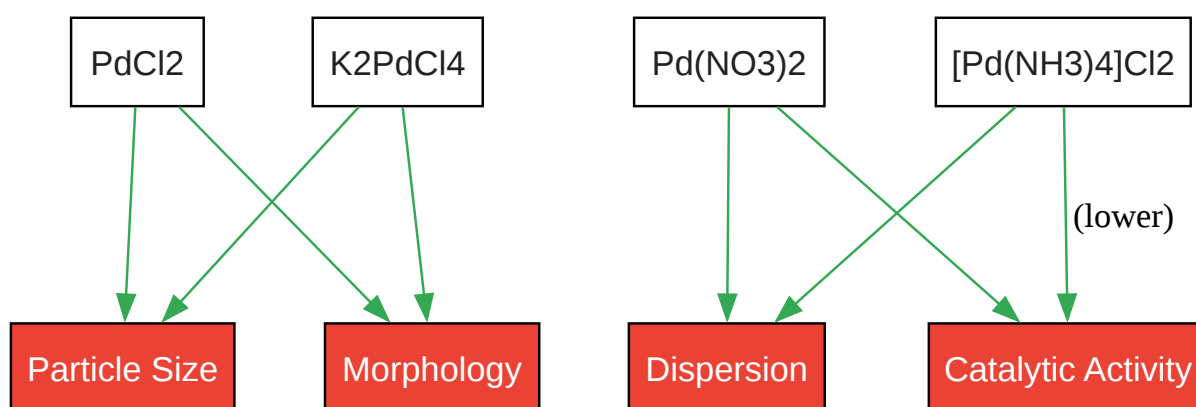 PdCl2
K2PdCl4
Pd(NO3)2
[Pd(NH3)4]Cl2
(lower)
Particle Size
Morphology
Dispersion
Catalytic Activity